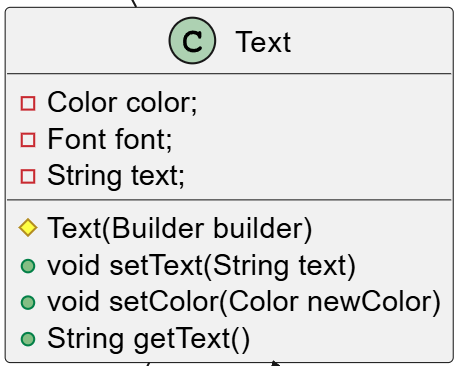 C Text
Color color;
Font font;
String text;
Text(Builder builder)
void setText(String text)
void setColor(Color newColor)
String getText()